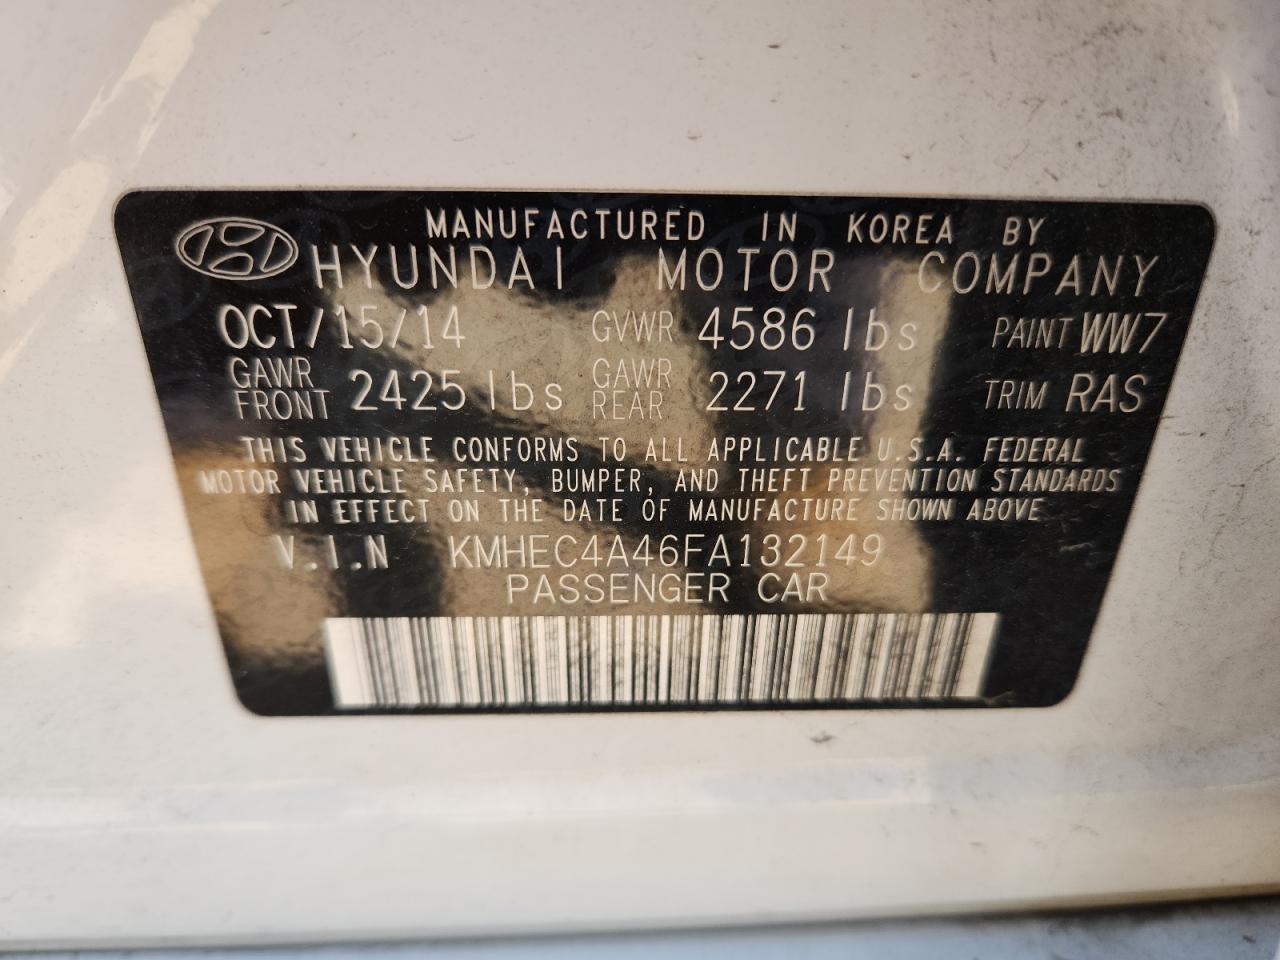 MANUFACTURED IN KOREA BY
HYUNDAI MOTOR COMPANY
OCT/15/14 GVWR 4586 lbs PAINT WW7
GAWR FRONT 2425 lbs GAWR REAR 2271 lbs TRIM RAS
THIS VEHICLE CONFORMS TO ALL APPLICABLE U.S.A. FEDERAL
MOTOR VEHICLE SAFETY, BUMPER, AND THEFT PREVENTION STANDARDS
IN EFFECT ON THE DATE OF MANUFACTURE SHOWN ABOVE
V.I.N KMHEC4A46FA132149
PASSENGER CAR